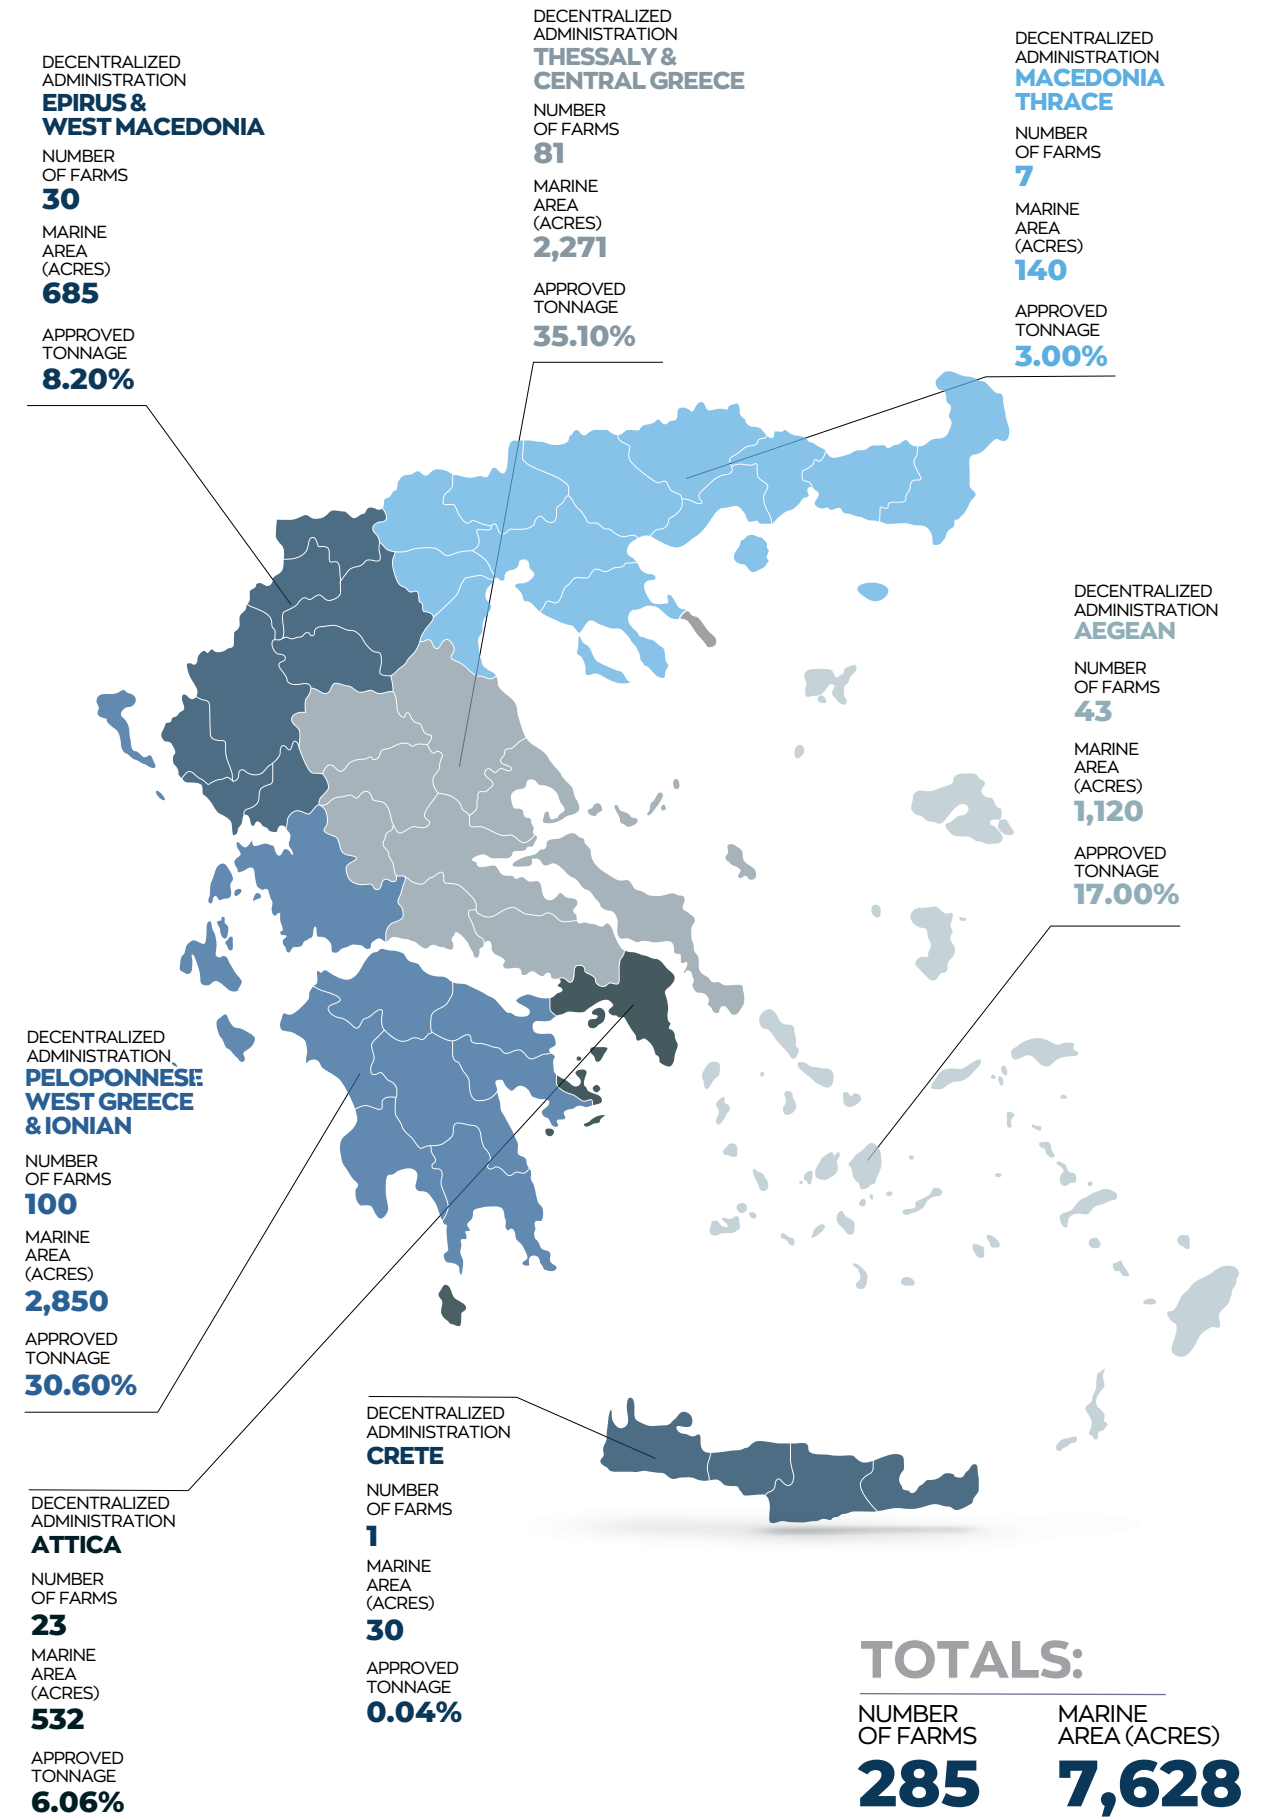 DECENTRALIZED
ADMINISTRATION
EPIRUS &
WEST MACEDONIA
NUMBER
OF FARMS
30
MARINE
AREA
(ACRES)
685
APPROVED
TONNAGE
8.20%
DECENTRALIZED
ADMINISTRATION
THESSALY &
CENTRAL GREECE
NUMBER
OF FARMS
81
MARINE
AREA
(ACRES)
2,271
APPROVED
TONNAGE
35.10%
DECENTRALIZED
ADMINISTRATION
MACEDONIA
THRACE
NUMBER
OF FARMS
7
MARINE
AREA
(ACRES)
140
APPROVED
TONNAGE
3.00%
DECENTRALIZED
ADMINISTRATION
AEGEAN
NUMBER
OF FARMS
43
MARINE
AREA
(ACRES)
1,120
APPROVED
TONNAGE
17.00%
DECENTRALIZED
ADMINISTRATION
PELOPONNÈSE
WEST GREECE
& IONIAN
NUMBER
OF FARMS
100
MARINE
AREA
(ACRES)
2,850
APPROVED
TONNAGE
30.60%
DECENTRALIZED
ADMINISTRATION
ATTICA
NUMBER
OF FARMS
23
MARINE
AREA
(ACRES)
532
APPROVED
TONNAGE
6.06%
DECENTRALIZED
ADMINISTRATION
CRETE
NUMBER
OF FARMS
1
MARINE
AREA
(ACRES)
30
APPROVED
TONNAGE
0.04%
TOTALS:
NUMBER
OF FARMS
285
MARINE
AREA (ACRES)
7,628